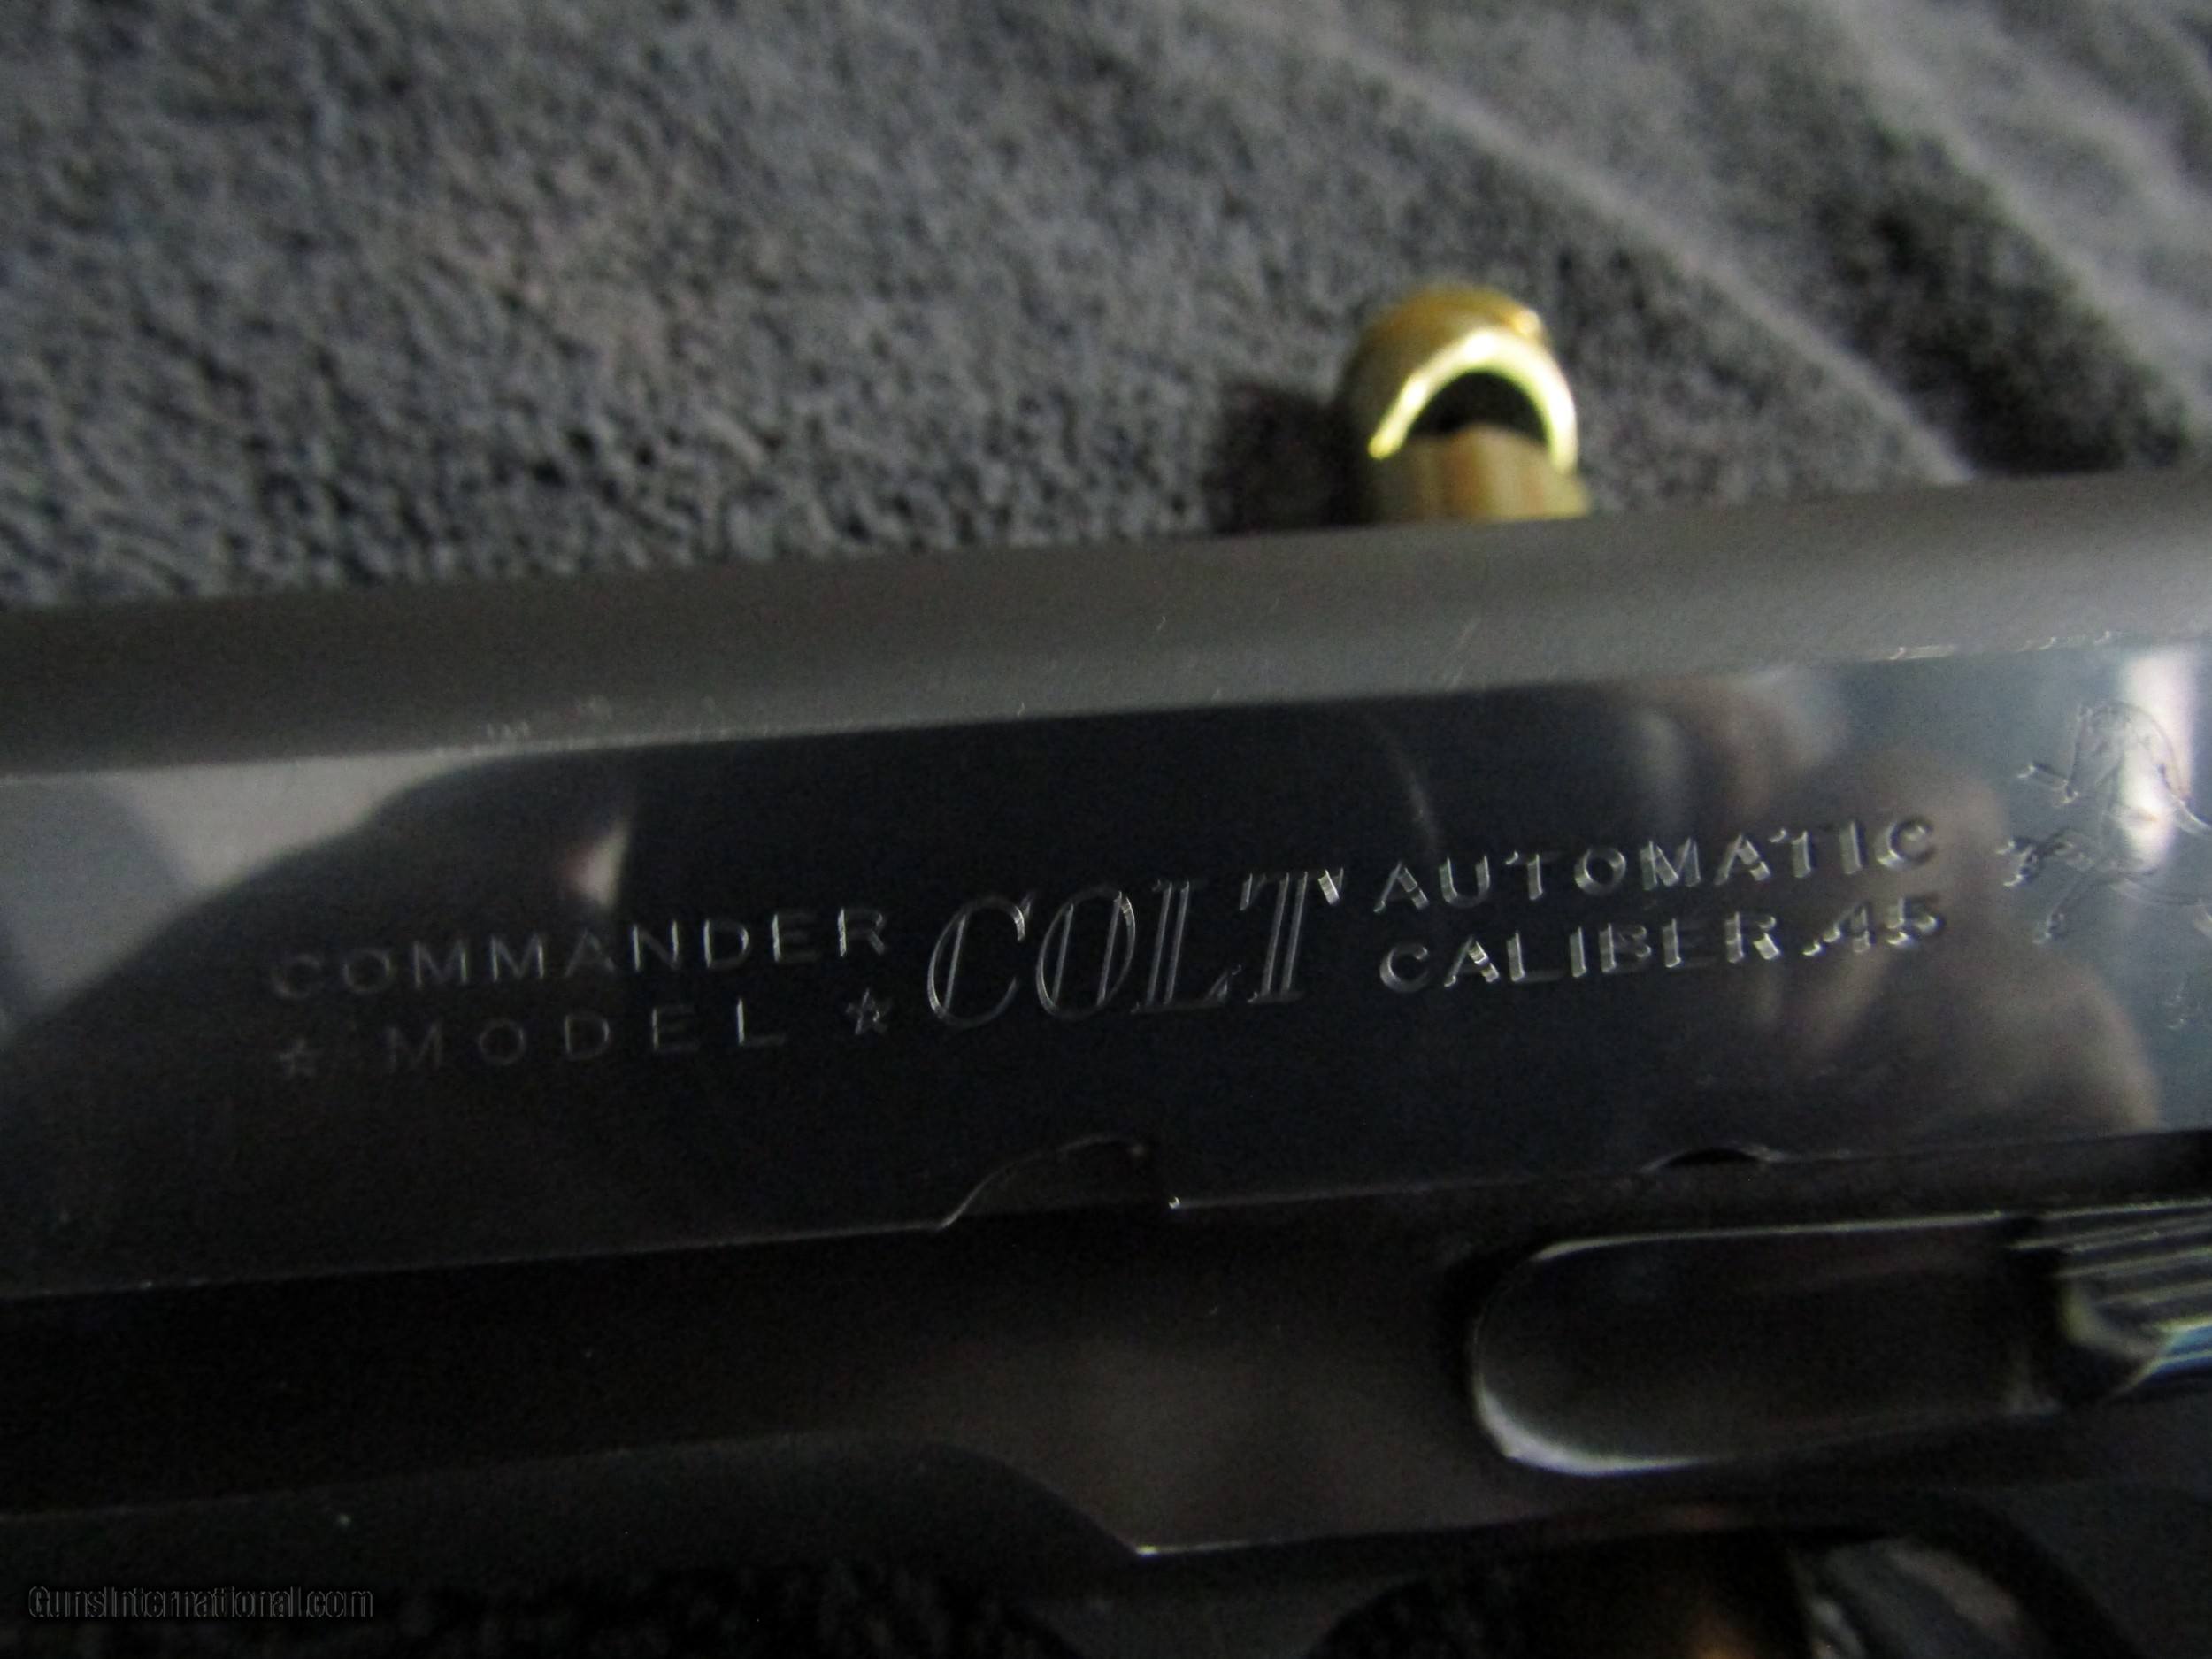 COMMANDER
★ MODEL ★
COLT
AUTOMATIC
CALIBER .45
GunsInternational.com